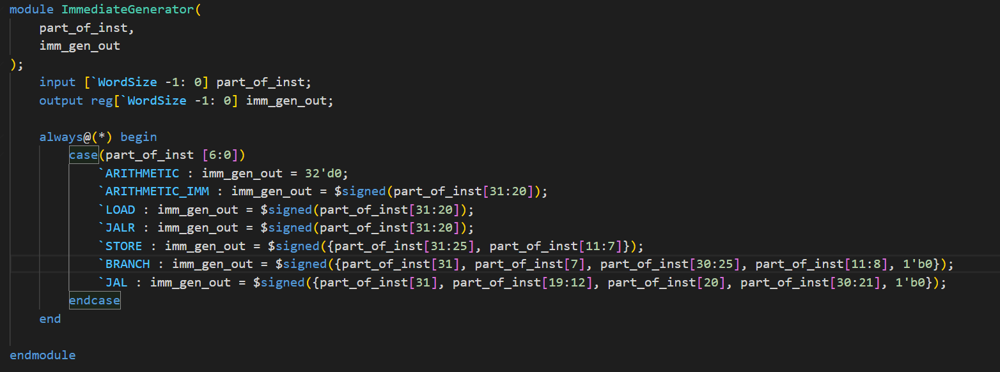 module ImmediateGenerator(
    part_of_inst,
    imm_gen_out
);
    input [`WordSize -1: 0] part_of_inst;
    output reg[`WordSize -1: 0] imm_gen_out;

    always@(*) begin
        case(part_of_inst [6:0])
            `ARITHMETIC : imm_gen_out = 32'd0;
            `ARITHMETIC_IMM : imm_gen_out = $signed(part_of_inst[31:20]);
            `LOAD : imm_gen_out = $signed(part_of_inst[31:20]);
            `JALR : imm_gen_out = $signed(part_of_inst[31:20]);
            `STORE : imm_gen_out = $signed({part_of_inst[31:25], part_of_inst[11:7]});
            `BRANCH : imm_gen_out = $signed({part_of_inst[31], part_of_inst[7], part_of_inst[30:25], part_of_inst[11:8], 1'b0});
            `JAL : imm_gen_out = $signed({part_of_inst[31], part_of_inst[19:12], part_of_inst[20], part_of_inst[30:21], 1'b0});
        endcase
    end

endmodule